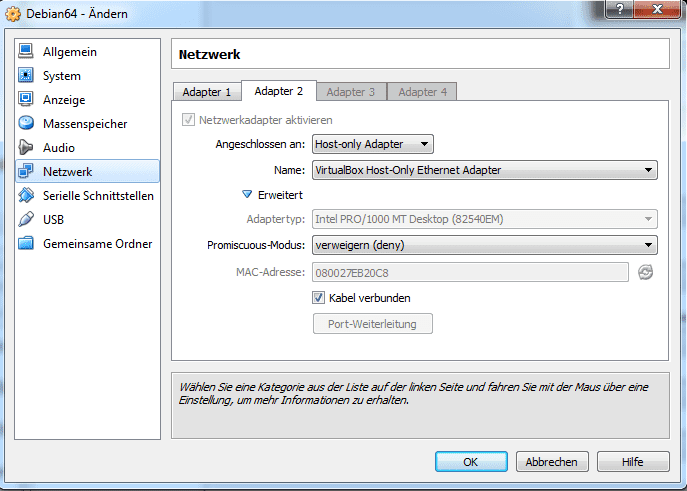 Debian64 - Ändern
Allgemein
System
Anzeige
Massenspeicher
Audio
Netzwerk
Serielle Schnittstellen
USB
Gemeinsame Ordner
Netzwerk
Adapter 1 Adapter 2 Adapter 3 Adapter 4
Netzwerkadapter aktivieren
Angeschlossen an: Host-only Adapter
Name: VirtualBox Host-Only Ethernet Adapter
Erweitert
Adaptertyp: Intel PRO/1000 MT Desktop (82540EM)
Promiscuous-Modus: verweigern (deny)
MAC-Adresse: 080027EB20C8
Kabel verbunden
Port-Weiterleitung
Wählen Sie eine Kategorie aus der Liste auf der linken Seite und fahren Sie mit der Maus über eine
Einstellung, um mehr Informationen zu erhalten.
OK Abbrechen Hilfe